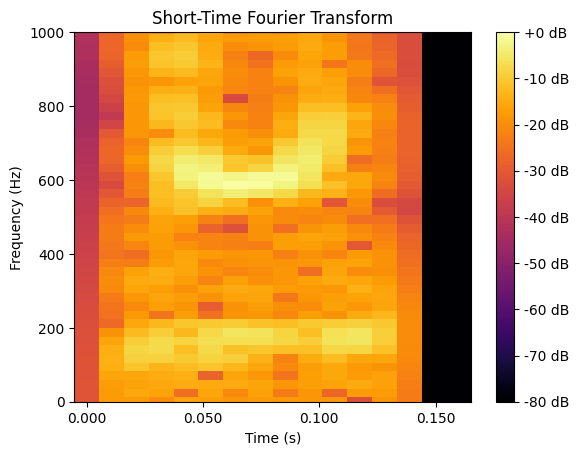 Short-Time Fourier Transform
1000
800
600
400
200
0
Frequency (Hz)
0.000
0.050
0.100
0.150
Time (s)
+0 dB
-10 dB
-20 dB
-30 dB
-40 dB
-50 dB
-60 dB
-70 dB
-80 dB